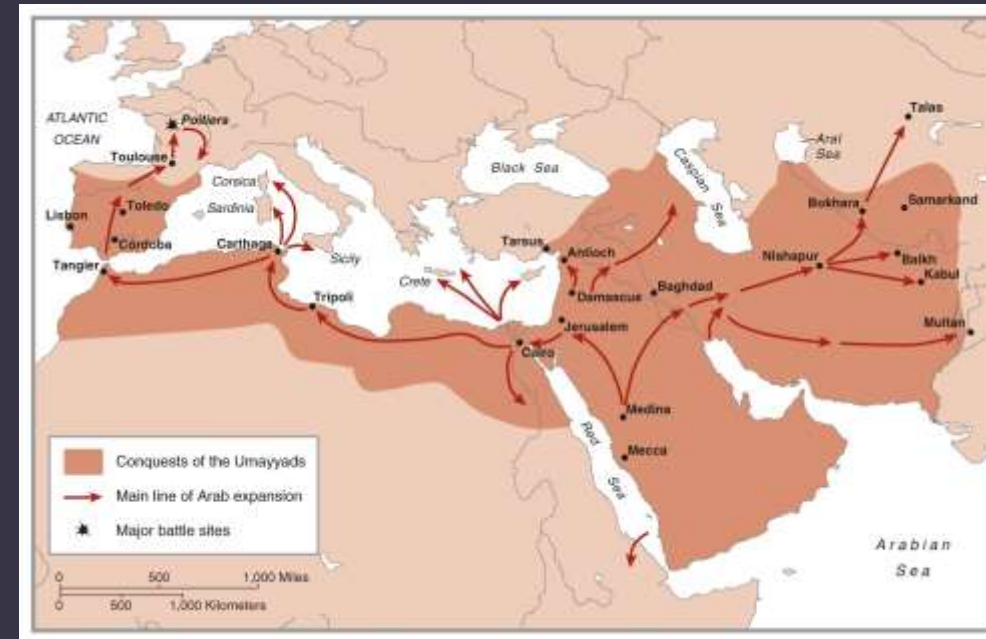 ATLANTIC
OCEAN
Poitiers
Toulouse
Corsica
Sardinia
Lisbon
Toledo
Cordoba
Tangier
Carthage
Sicily
Tripoli
Black Sea
Crete
Tarsus
Antioch
Damascus
Jerusalem
Cairo
Baghdad
Medina
Mecca
Red
Sea
Caspian Sea
Aral
Sea
Talas
Bokhara
Samarkand
Nishapur
Balkh
Kabul
Multan
Arabian
Sea
Conquests of the Umayyads
Main line of Arab expansion
Major battle sites
0 500 1,000 Miles
0 500 1,000 Kilometers